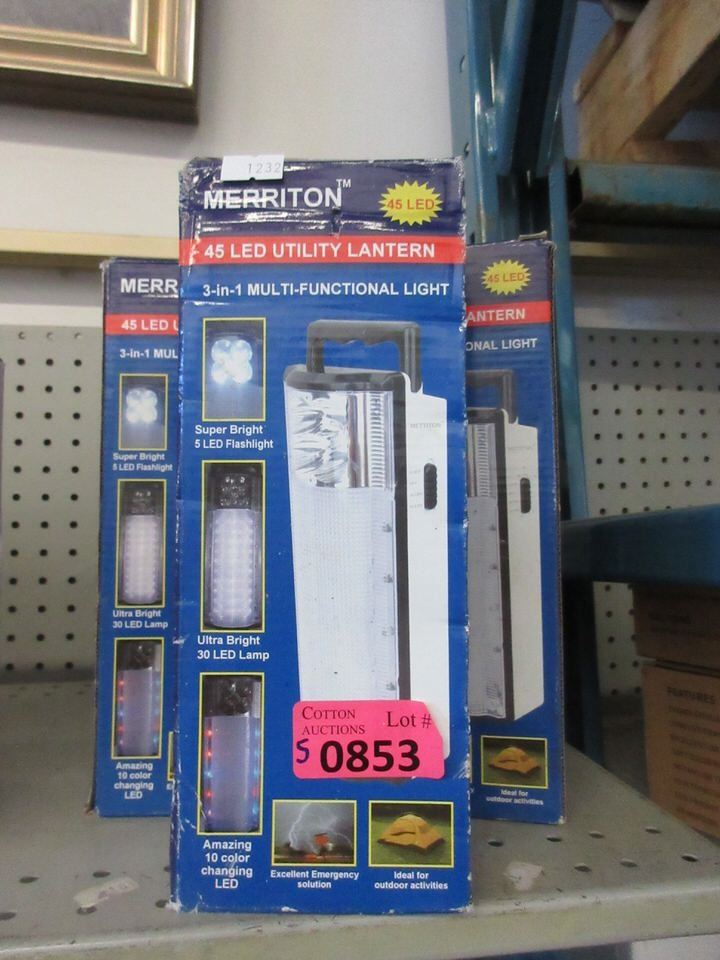 1232
MERRITON™
45 LED
45 LED UTILITY LANTERN
3-in-1 MULTI-FUNCTIONAL LIGHT
Super Bright
5 LED Flashlight
Ultra Bright
30 LED Lamp
Amazing
10 color
changing
LED
Excellent Emergency
solution
Ideal for
outdoor activities
COTTON
AUCTIONS
Lot #
S 0853
MERR
45 LED U
3-in-1 MUL
Super Bright
5 LED Flashlight
Ultra Bright
30 LED Lamp
Amazing
10 color
changing
LED
45 LED
ANTERN
ONAL LIGHT
Ideal for
outdoor activities
FEATURES